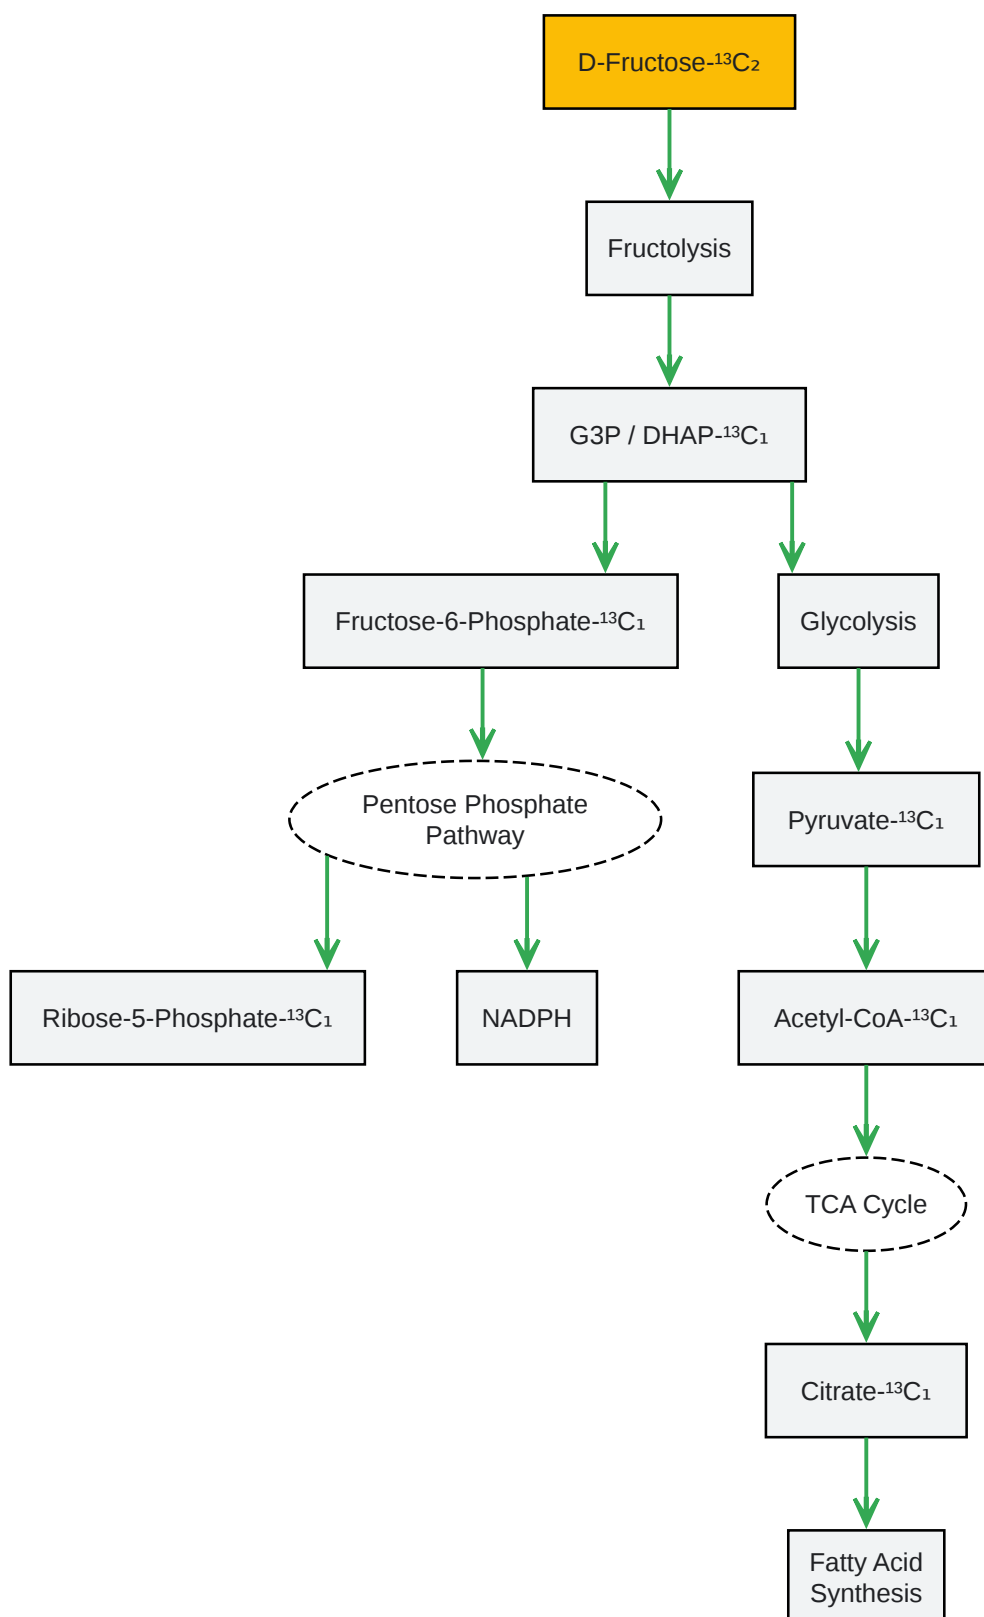 D-Fructose-¹³C₂
Fructolysis
G3P / DHAP-¹³C₁
Fructose-6-Phosphate-¹³C₁
Glycolysis
Pentose Phosphate
Pathway
Pyruvate-¹³C₁
Ribose-5-Phosphate-¹³C₁
NADPH
Acetyl-CoA-¹³C₁
TCA Cycle
Citrate-¹³C₁
Fatty Acid
Synthesis